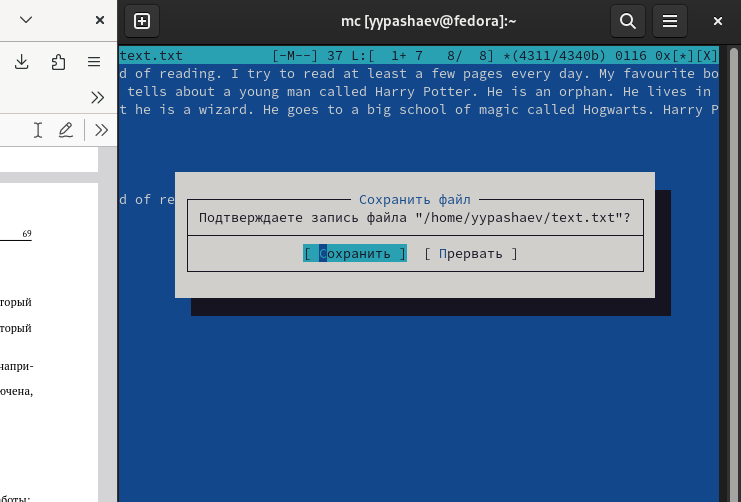 mc [yypashaev@fedora]:~
text.txt [-M--] 37 L:[ 1+ 7 8/ 8] *(4311/4340b) 0116 0x[*][X]
d of reading. I try to read at least a few pages every day. My favourite bo
tells about a young man called Harry Potter. He is an orphan. He lives in
t he is a wizard. He goes to a big school of magic called Hogwarts. Harry P
d of re
Сохранить файл
Подтверждаете запись файла "/home/yypashaev/text.txt"?
[ Сохранить ] [ Прервать ]
69
торый
торый
напри-
ючена,
боты: